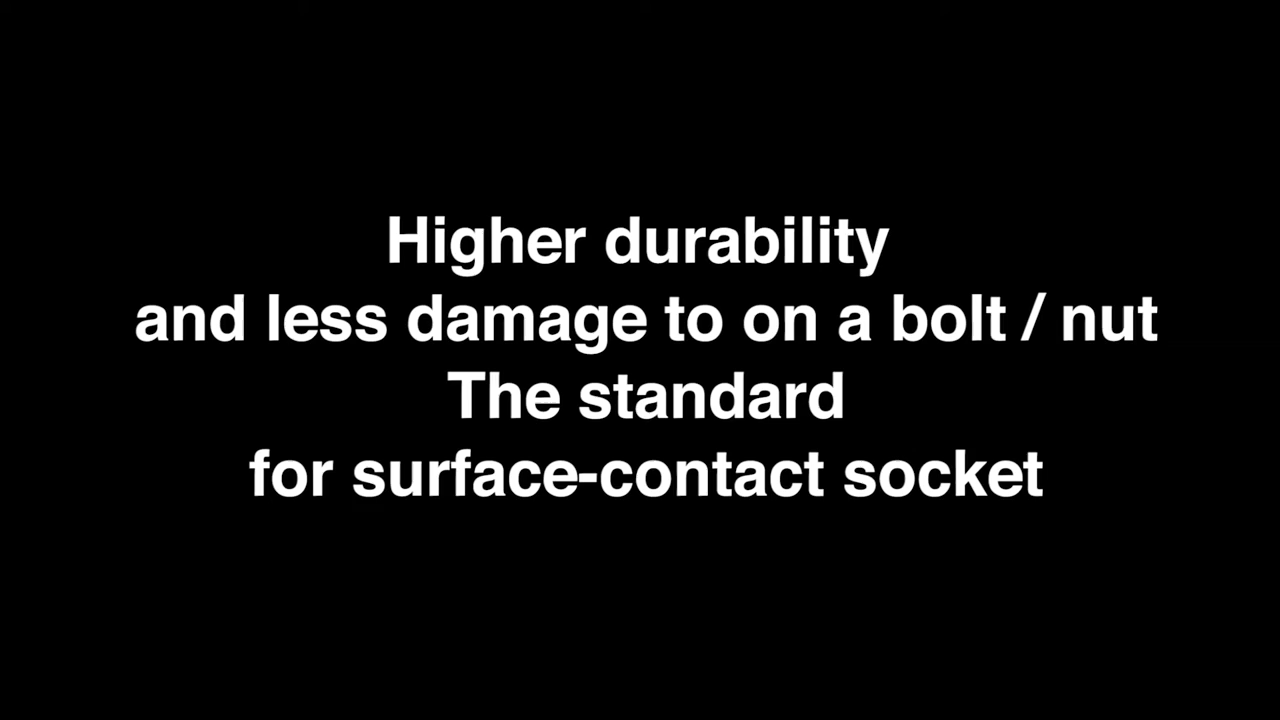 Higher durability
and less damage to on a bolt / nut
The standard
for surface-contact socket